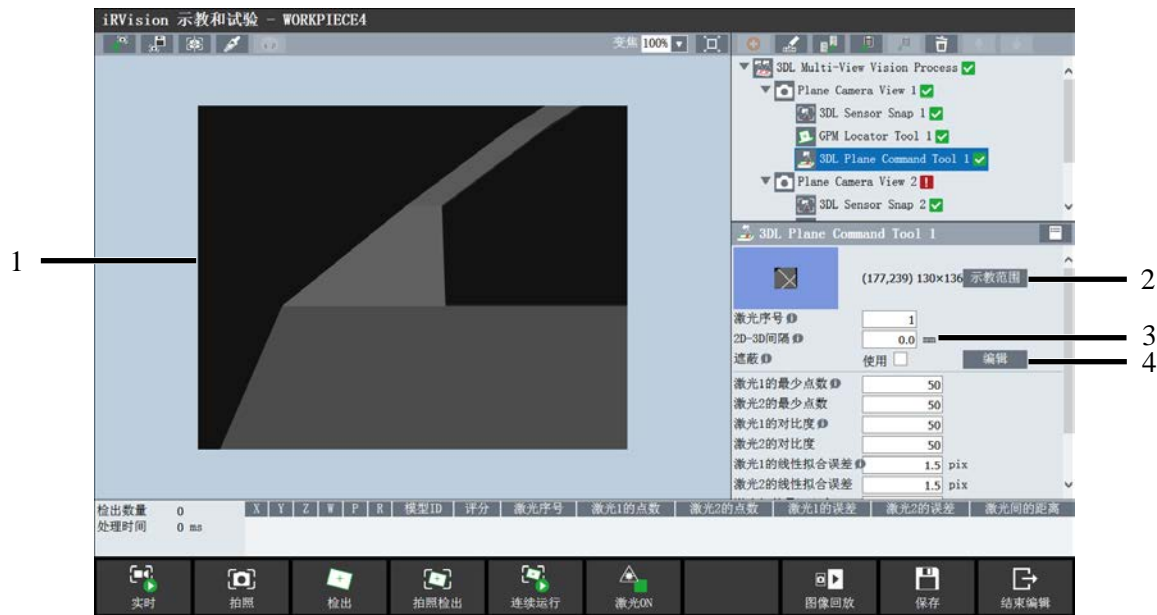 iRVision 示教和试验 - WORKPIECE4
变焦 100%
3DL Multi-View Vision Process
Plane Camera View 1
3DL Sensor Snap 1
GPM Locator Tool 1
3DL Plane Command Tool 1
Plane Camera View 2
3DL Sensor Snap 2
3DL Plane Command Tool 1
1
(177,239) 130×136 示教范围
2
激光序号 1
2D-3D间隔 0.0 mm
3
遮蔽 使用 编辑
4
激光1的最少点数 50
激光2的最少点数 50
激光1的对比度 50
激光2的对比度 50
激光1的线性拟合误差 1.5 pix
激光2的线性拟合误差 1.5 pix
检出数量 0
处理时间 0 ms
X Y Z W P R 模型ID 评分 激光序号 激光1的点数 激光2的点数 激光1的误差 激光2的误差 激光间的距离
实时 拍照 检出 拍照检出 连续运行 激光ON 图像回放 保存 结束编辑